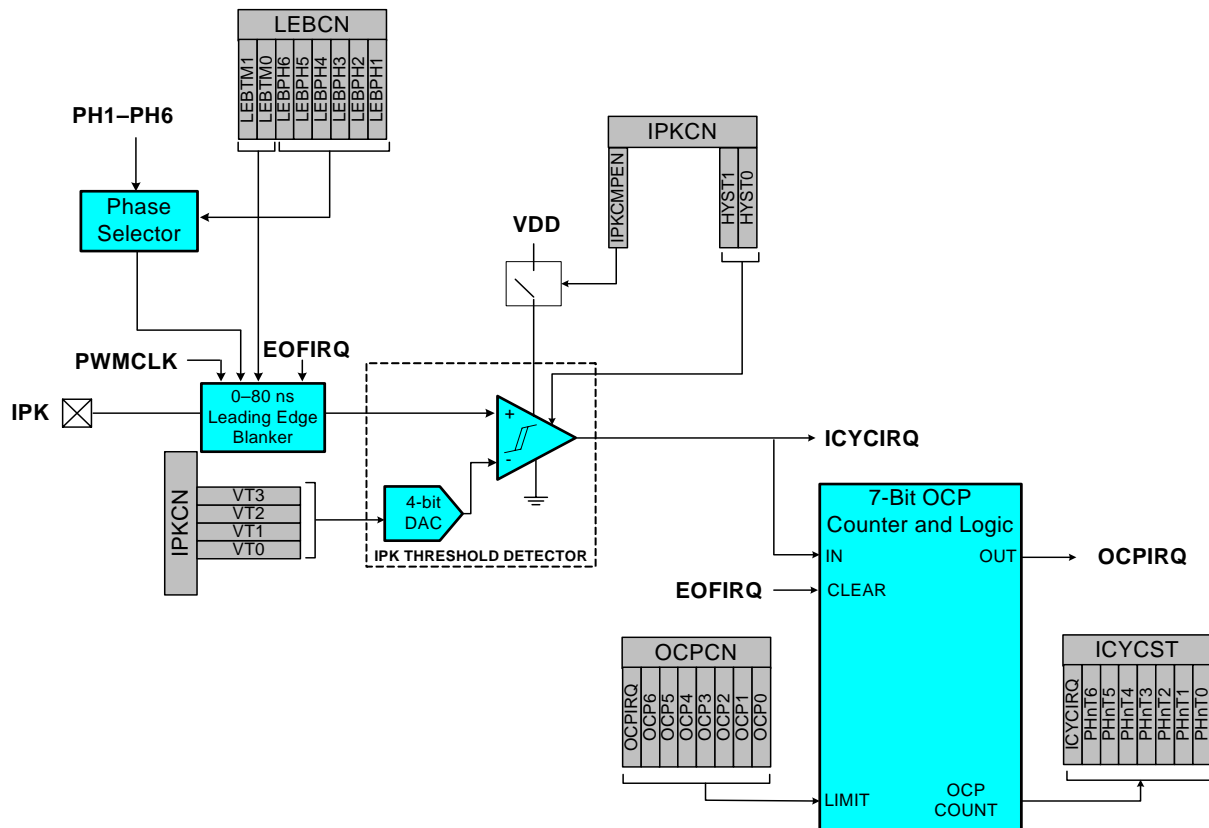 LEBCN
LEBTM1
LEBTM0
LEBPH6
LEBPH5
LEBPH4
LEBPH3
LEBPH2
LEBPH1
PH1–PH6
Phase
Selector
IPKCN
IPKCMPEN
HYST1
HYST0
VDD
PWMCLK
EOFIRQ
IPK
0–80 ns
Leading Edge
Blanker
+
-
ICYCIRQ
IPKCN
VT3
VT2
VT1
VT0
4-bit
DAC
IPK THRESHOLD DETECTOR
7-Bit OCP
Counter and Logic
IN
OUT
OCPIRQ
EOFIRQ
CLEAR
OCPCN
OCPIRQ
OCP6
OCP5
OCP4
OCP3
OCP2
OCP1
OCP0
ICYCST
ICYCIRQ
PHnT6
PHnT5
PHnT4
PHnT3
PHnT2
PHnT1
PHnT0
LIMIT
OCP
COUNT